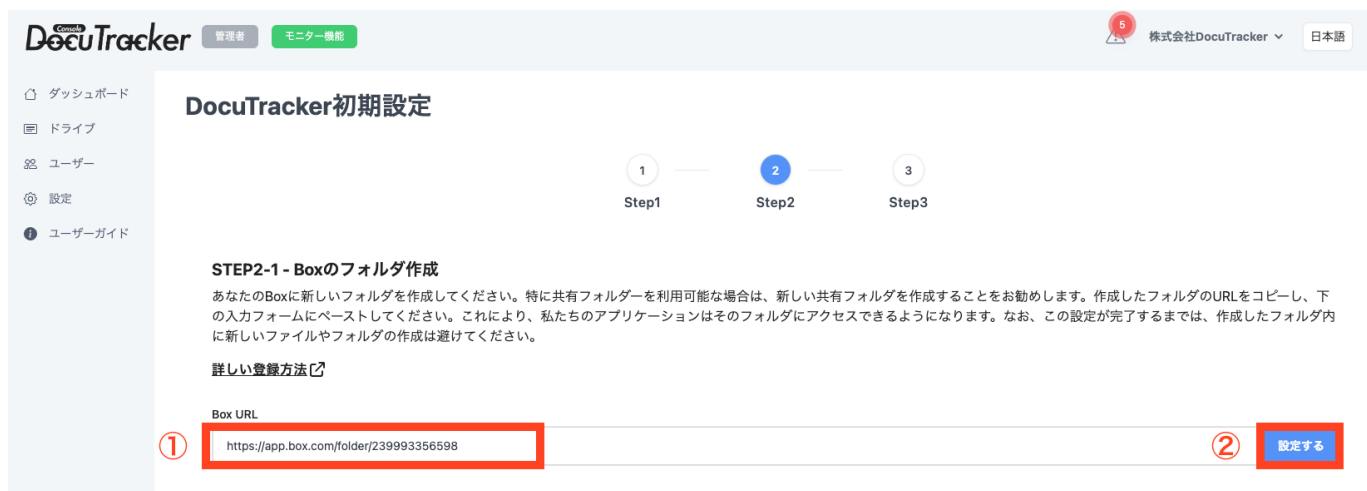 Console
DocuTracker 管理者 モニター機能 5 株式会社DocuTracker 日本語
ダッシュボード
ドライブ
ユーザー
設定
ユーザーガイド
DocuTracker初期設定
1 2 3
Step1 Step2 Step3
STEP2-1 - Boxのフォルダ作成
あなたのBoxに新しいフォルダを作成してください。特に共有フォルダーを利用可能な場合は、新しい共有フォルダを作成することをお勧めします。作成したフォルダのURLをコピーし、下
の入力フォームにペーストしてください。これにより、私たちのアプリケーションはそのフォルダにアクセスできるようになります。なお、この設定が完了するまでは、作成したフォルダ内
に新しいファイルやフォルダの作成は避けてください。
詳しい登録方法
Box URL
① https://app.box.com/folder/239993356598 ② 設定する